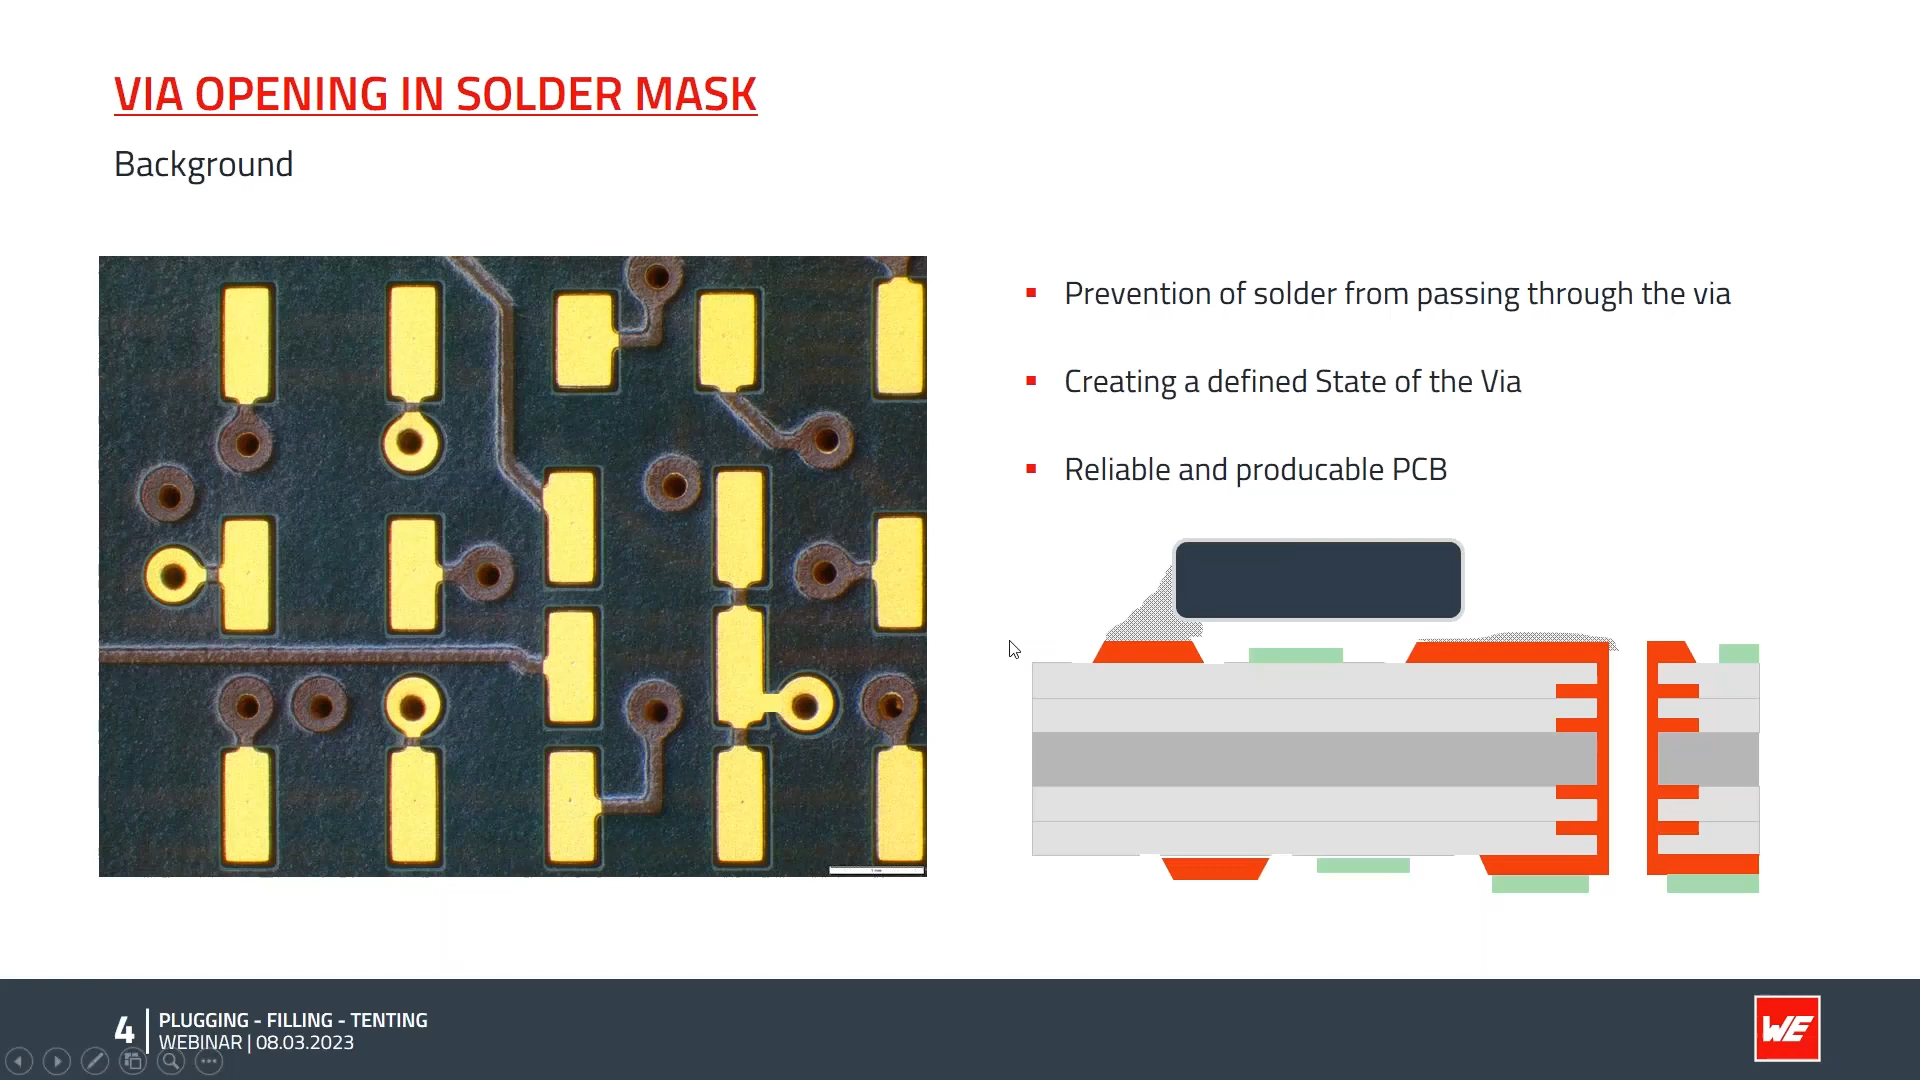 VIA OPENING IN SOLDER MASK
Background
Prevention of solder from passing through the via
Creating a defined State of the Via
Reliable and producable PCB
4
PLUGGING - FILLING - TENTING
WEBINAR | 08.03.2023
WE